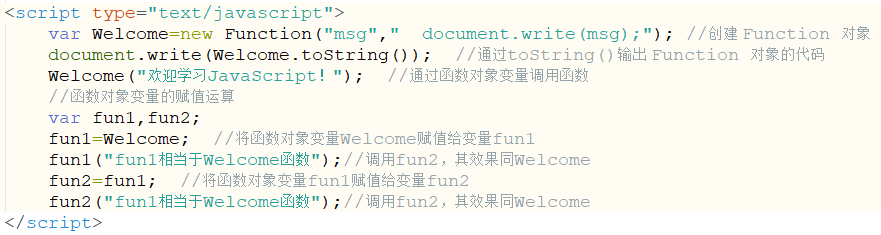 <script type="text/javascript">
var Welcome=new Function("msg","  document.write(msg);"); //创建 Function 对象
document.write(Welcome.toString());  //通过toString()输出 Function 对象的代码
Welcome("欢迎学习JavaScript！");  //通过函数对象变量调用函数
//函数对象变量的赋值运算
var fun1,fun2;
fun1=Welcome;  //将函数对象变量Welcome赋值给变量fun1
fun1("fun1相当于Welcome函数");//调用fun2，其效果同Welcome
fun2=fun1;  //将函数对象变量fun1赋值给变量fun2
fun2("fun1相当于Welcome函数");//调用fun2，其效果同Welcome
</script>